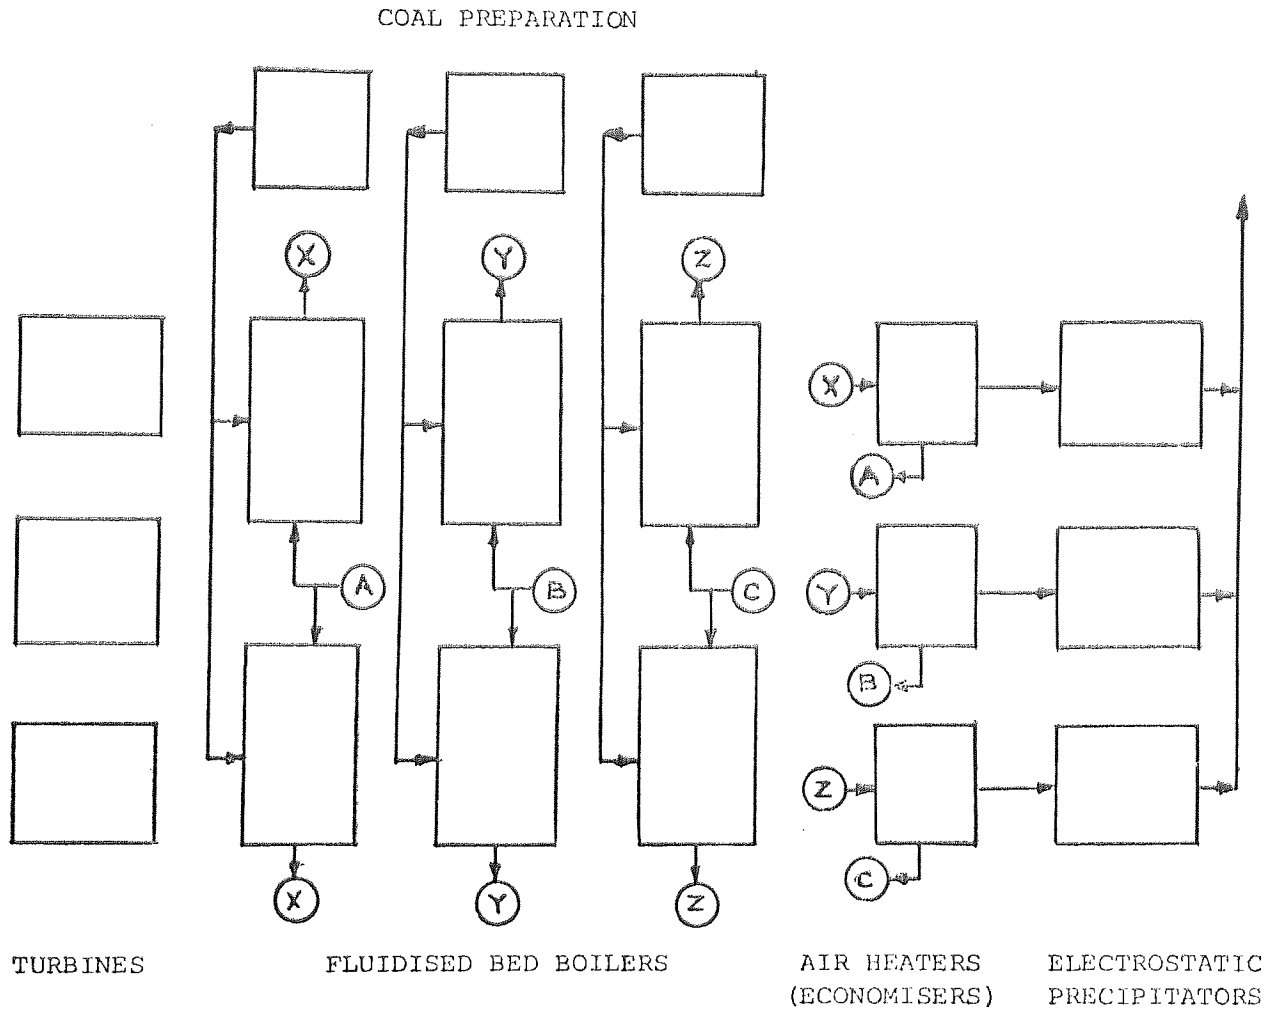 COAL PREPARATION
X Y Z
X
A
A B C
Y
B
Z
C
X Y Z
TURBINES FLUIDISED BED BOILERS AIR HEATERS ELECTROSTATIC
(ECONOMISERS) PRECIPITATORS